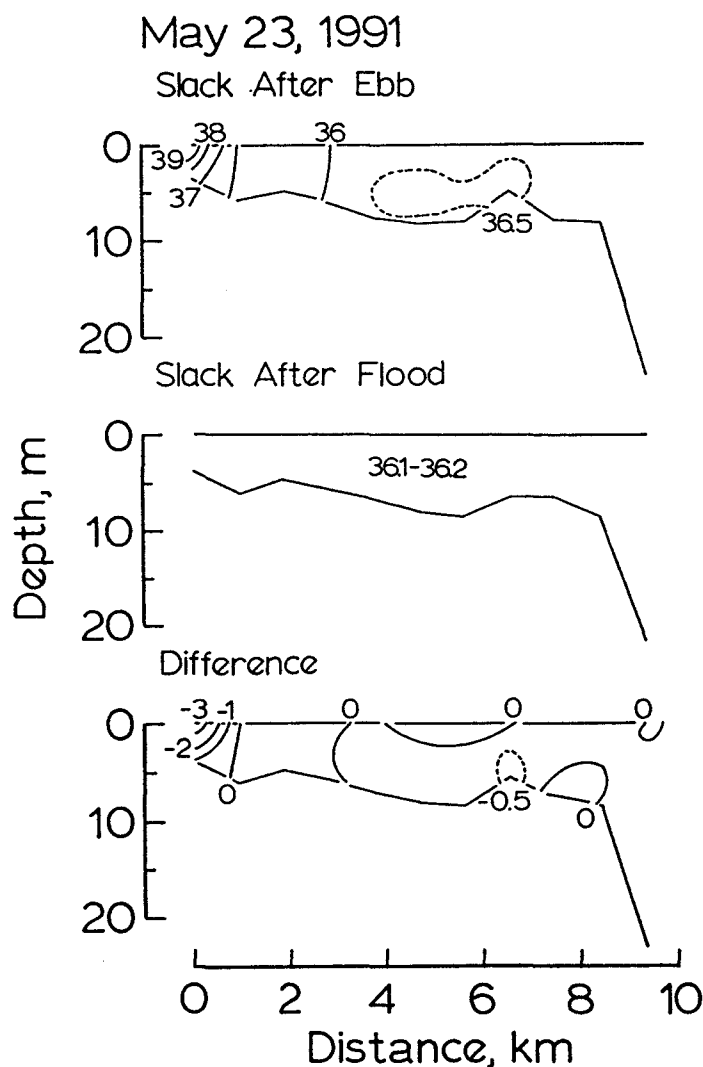 May 23, 1991
Slack After Ebb
38 36
0
39
37
36.5
10
20
Slack After Flood
0
36.1-36.2
10
20
Depth, m
Difference
-3 -1 0 0 0
0
-2
0
-0.5
0
10
20
0 2 4 6 8 10
Distance, km